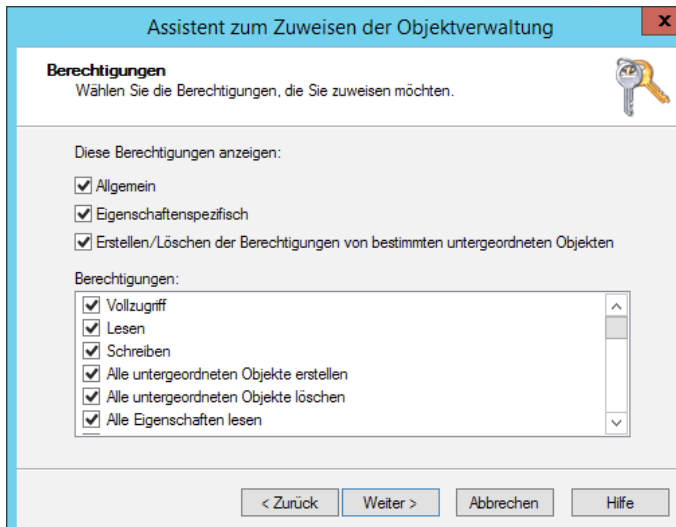 Assistent zum Zuweisen der Objektverwaltung
x
Berechtigungen
Wählen Sie die Berechtigungen, die Sie zuweisen möchten.
Diese Berechtigungen anzeigen:
Allgemein
Eigenschaftenspezifisch
Erstellen/Löschen der Berechtigungen von bestimmten untergeordneten Objekten
Berechtigungen:
Vollzugriff
Lesen
Schreiben
Alle untergeordneten Objekte erstellen
Alle untergeordneten Objekte löschen
Alle Eigenschaften lesen
< Zurück Weiter > Abbrechen Hilfe